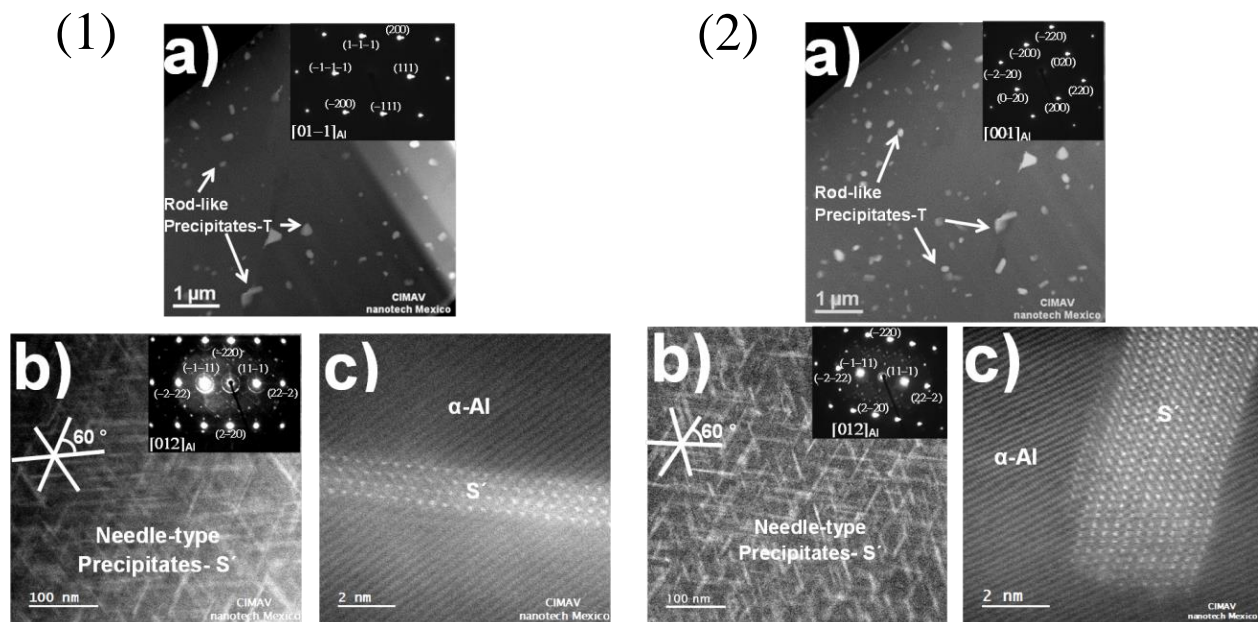 (1)
a)
(200)
(1−1−1)
(−1−1−1)
(111)
(−200)
(−111)
[01−1]Al
Rod-like
Precipitates-T
1 µm
CIMAV
nanotech Mexico
b)
(−220)
(−1−11)
(11−1)
(−2−22)
(22−2)
(2−20)
[012]Al
60 °
Needle-type
Precipitates- S´
100 nm
CIMAV
nanotech Mexico
c)
α-Al
S´
2 nm
CIMAV
nanotech Mexico
(2)
a)
(−220)
(−200)
(020)
(−2−20)
(220)
(0−20)
(200)
[001]Al
Rod-like
Precipitates-T
1 µm
CIMAV
nanotech Mexico
b)
(−220)
(−1−11)
(11−1)
(−2−22)
(22−2)
(2−20)
[012]Al
60 °
Needle-type
Precipitates- S´
100 nm
CIMAV
nanotech Mexico
c)
S
α-Al
2 nm
CIMAV
nanotech Mexico